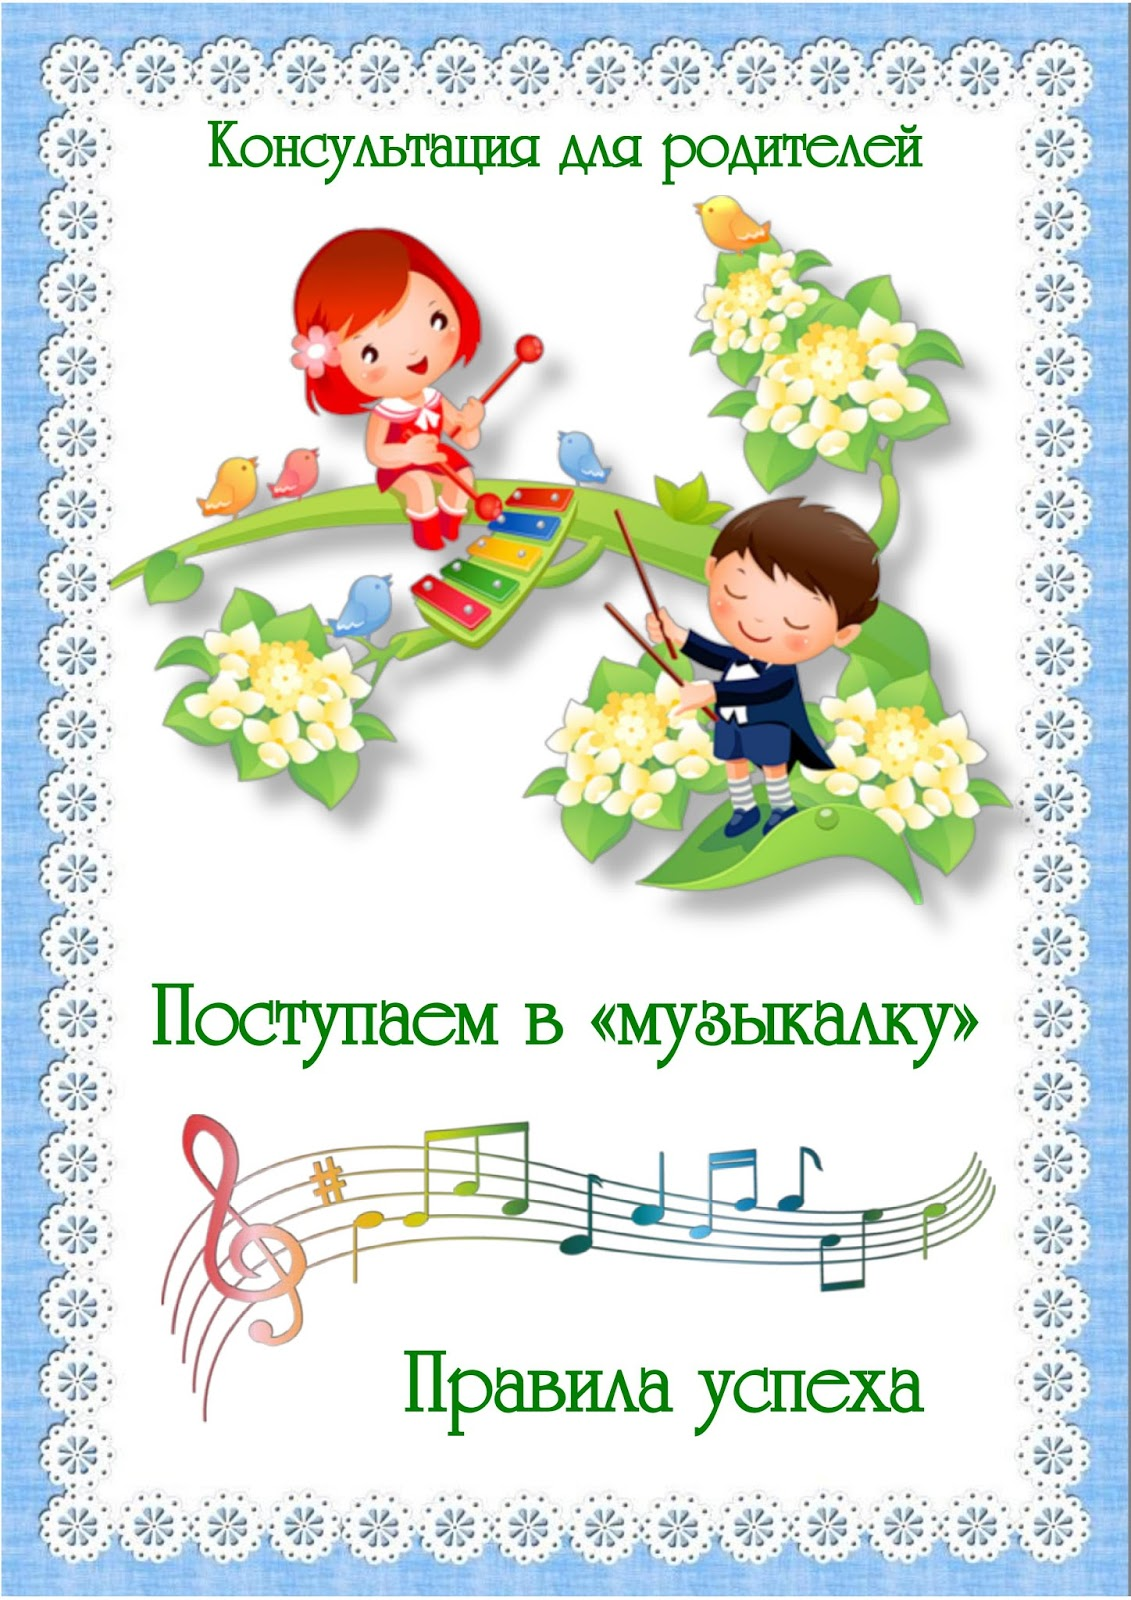 Консультация для родителей
Поступаем в «музыкалку»
Правила успеха